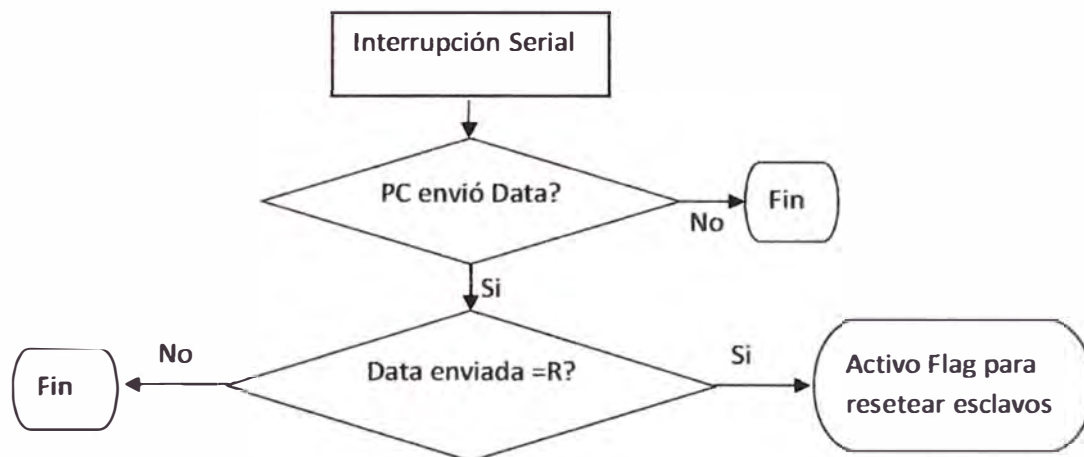 Interrupción Serial
PC envió Data?
No
Fin
Si
No
Fin
Data enviada =R?
Si
Activo Flag para
resetear esclavos